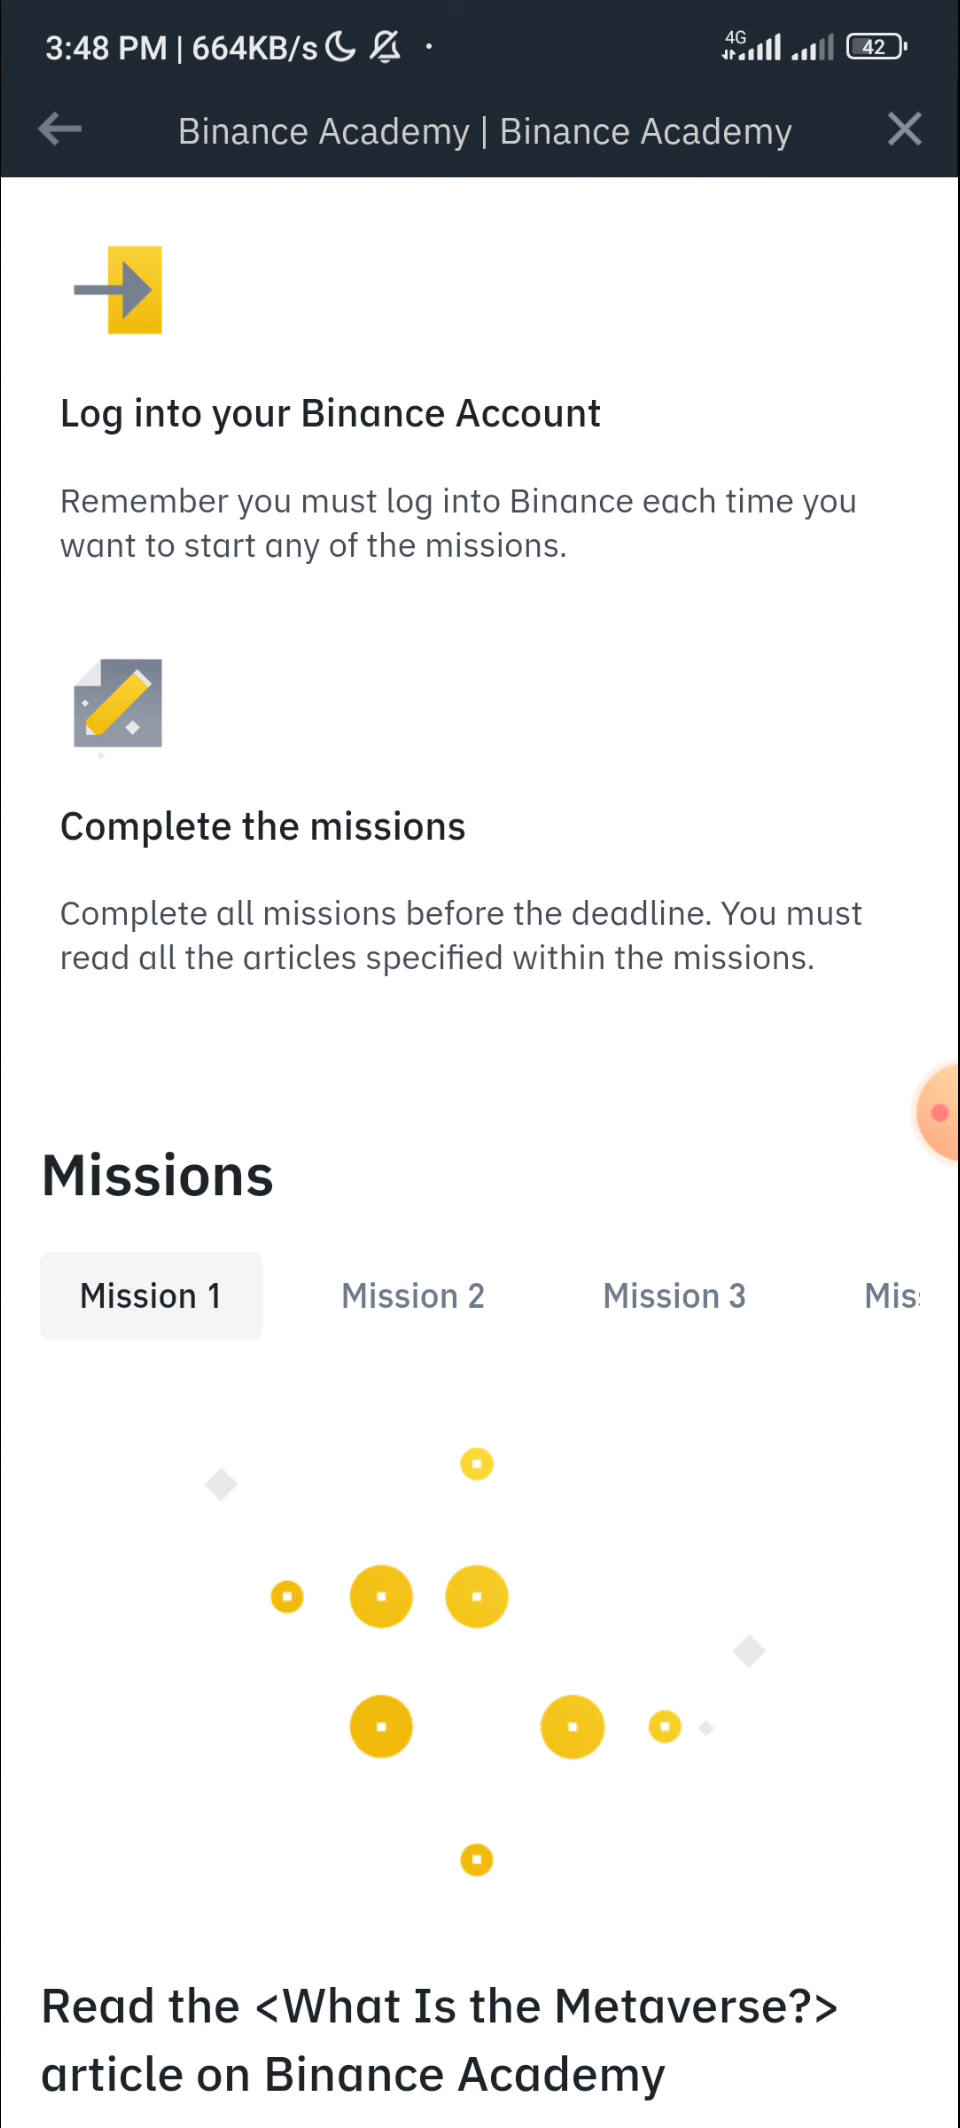 3:48 PM | 664KB/s
4G
42
Binance Academy | Binance Academy
Log into your Binance Account
Remember you must log into Binance each time you
want to start any of the missions.
Complete the missions
Complete all missions before the deadline. You must
read all the articles specified within the missions.
Missions
Mission 1
Mission 2
Mission 3
Mis
Read the <What Is the Metaverse?>
article on Binance Academy